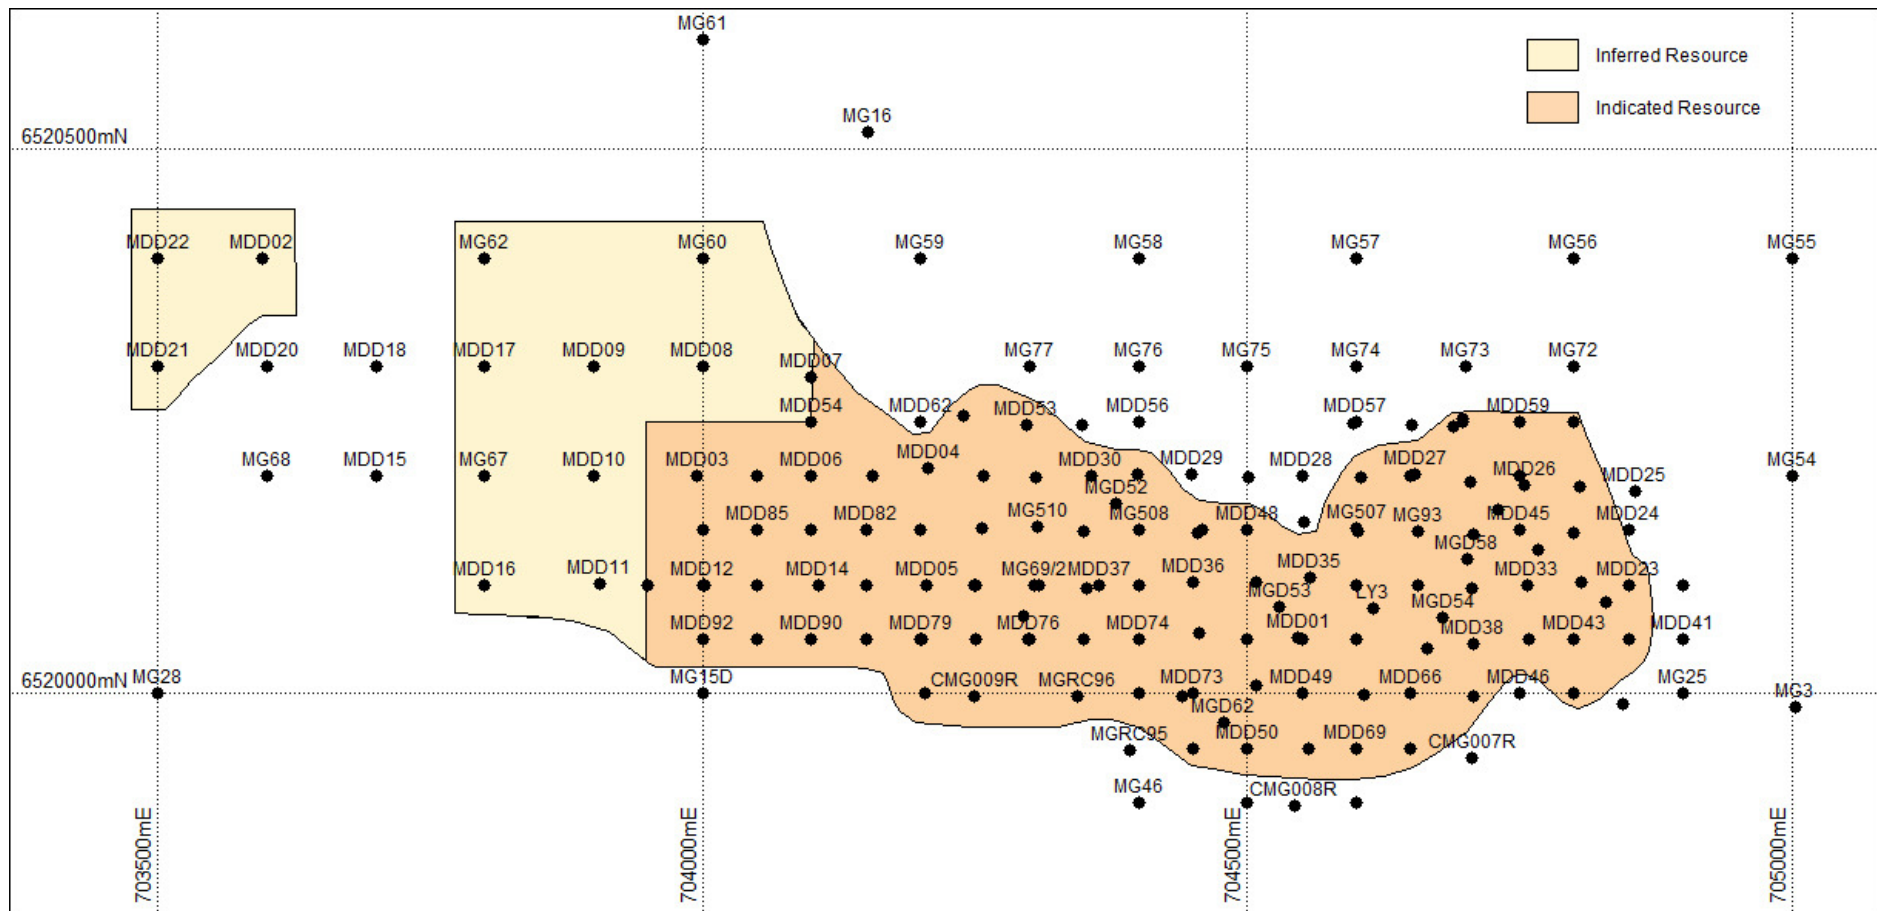 MG61
Inferred Resource
MG16
Indicated Resource
6520500mN
MDD22 MDD02 MG62 MG60 MG59 MG58 MG57 MG56 MG55
MDD21 MDD20 MDD18 MDD17 MDD09 MDD08 MDD07 MG77 MG76 MG75 MG74 MG73 MG72
MDD54 MDD62 MDD53 MDD56 MDD57 MDD59
MG68 MDD15 MG67 MDD10 MDD03 MDD06 MDD04 MDD30 MDD29 MDD28 MDD27 MDD26 MDD25 MG54
MGD52
MDD85 MDD82 MG510 MG508 MDD48 MG507 MG93 MDD45 MDD24
MGD58
MDD16 MDD11 MDD12 MDD14 MDD05 MG69/2 MDD37 MDD36 MDD35 MDD33 MDD23
MGD53 LY3 MGD54
MDD92 MDD90 MDD79 MDD76 MDD74 MDD01 MDD38 MDD43 MDD41
6520000mN MG28 MG15D CMG009R MGRC96 MDD73 MDD49 MDD66 MDD46 MG25 MG3
MGD62
MGRC95 MDD50 MDD69 CMG007R
MG46 CMG008R
703500mE
704000mE
704500mE
705000mE